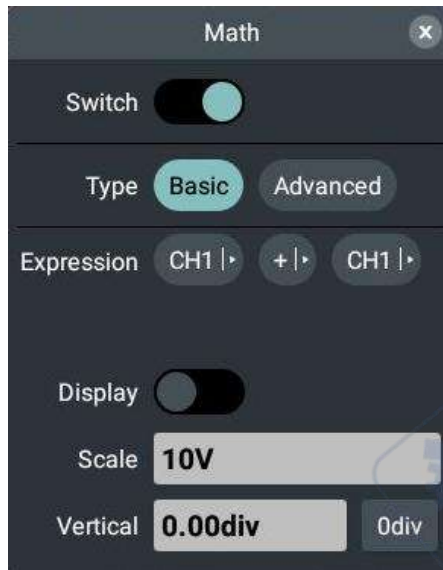 Math x
Switch
Type Basic Advanced
Expression CH1 + CH1
Display
Scale 10V
Vertical 0.00div 0div